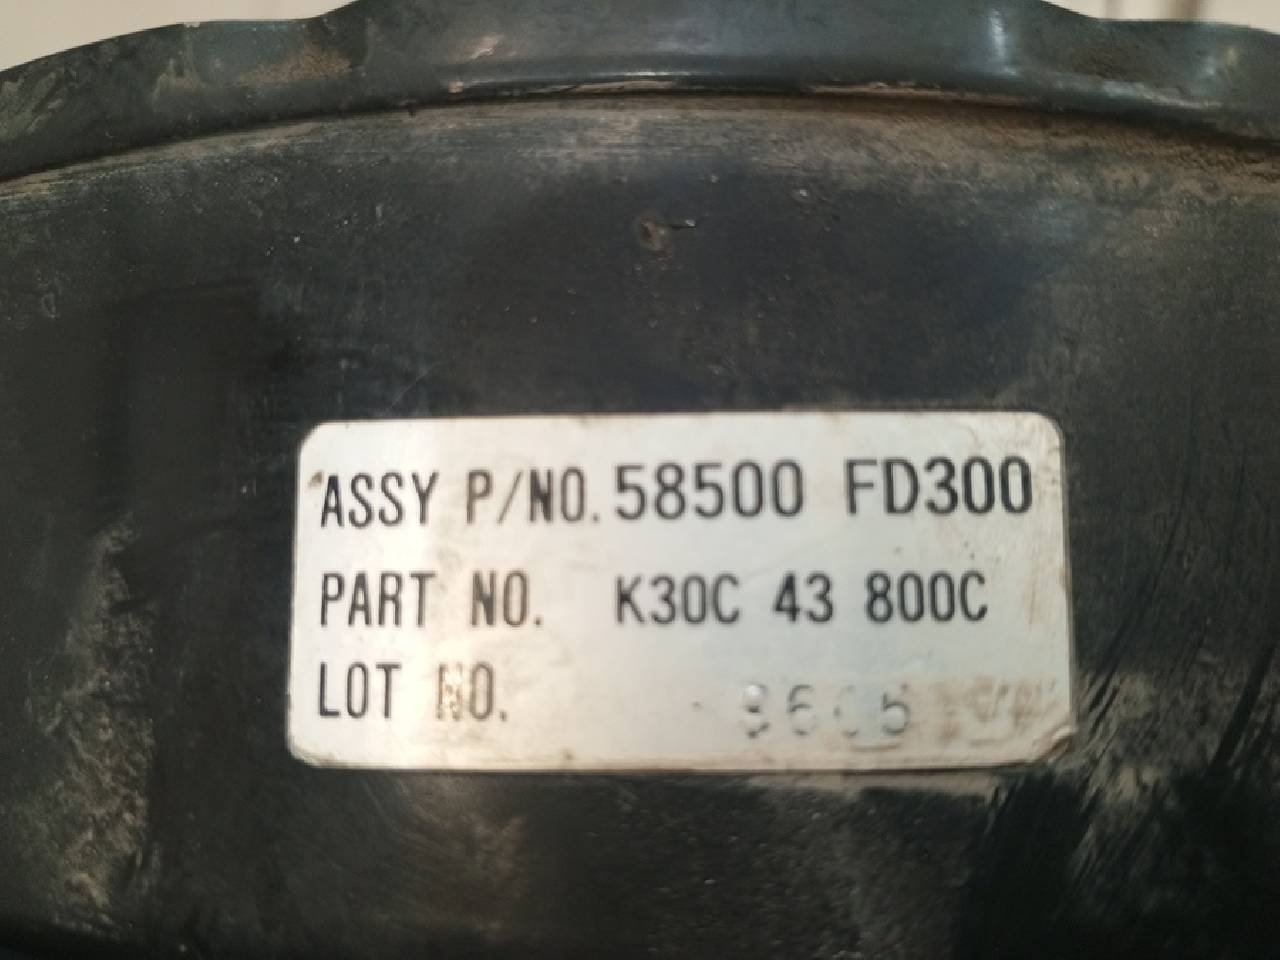 ASSY P/NO. 58500 FD300
PART NO. K30C 43 800C
LOT NO.